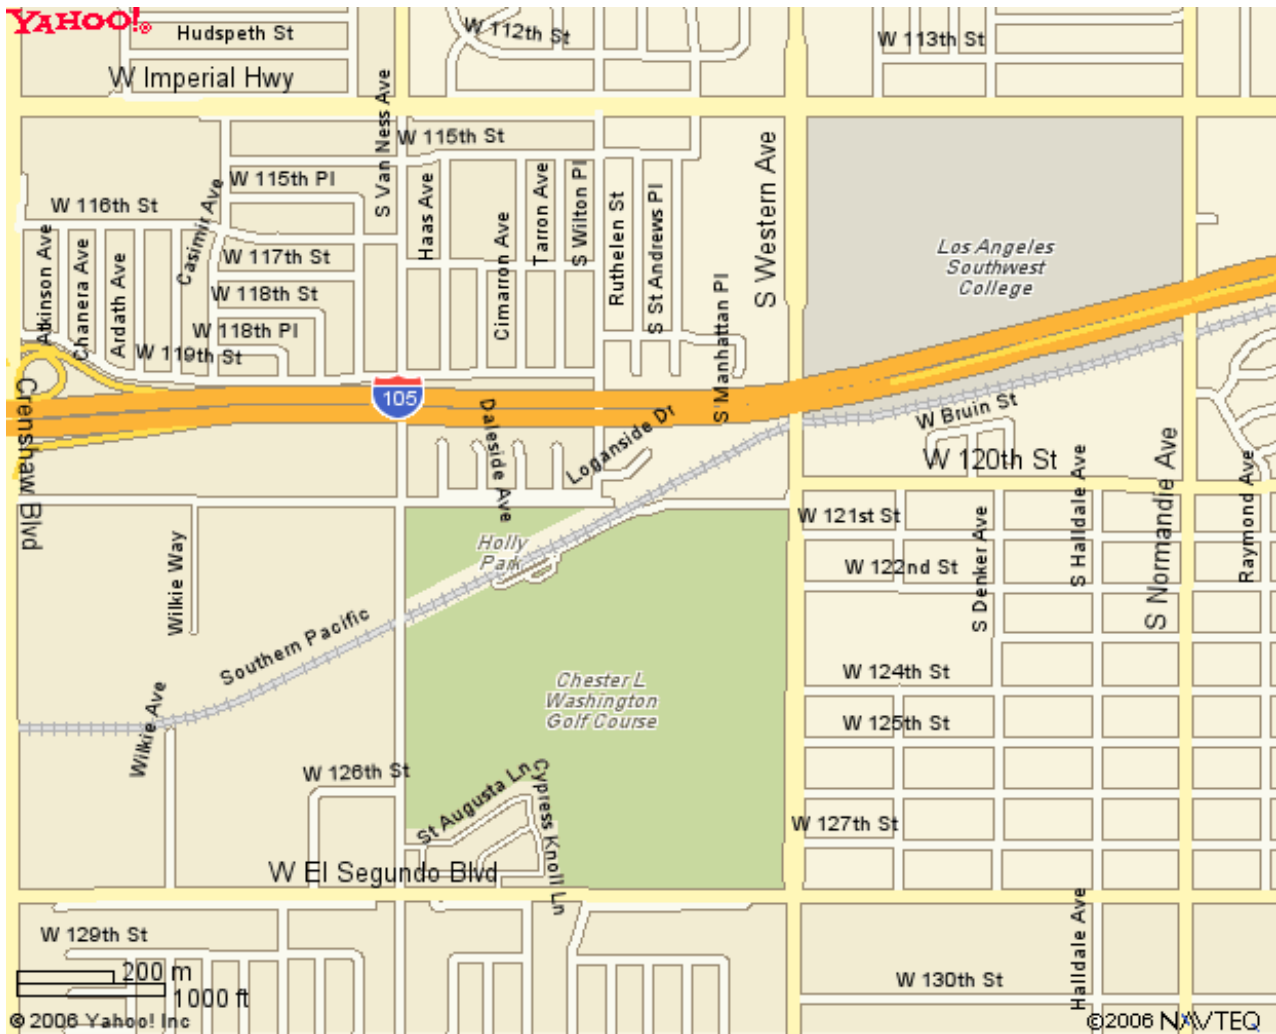 YAHOO!®
Hudspeth St
W 112th St
W 113th St
W Imperial Hwy
S Van Ness Ave
W 115th St
S Western Ave
W 115th Pl
Casimir Ave
Haas Ave
Tarron Ave
S Wilton Pl
Ruthelen St
S St Andrews Pl
W 116th St
Atkinson Ave
Chanera Ave
Ardath Ave
W 117th St
Cimarron Ave
Los Angeles
Southwest
College
W 118th St
S Manhattan Pl
W 118th Pl
W 119th St
105
Crenshaw Blvd
Daleside Ave
Loganside Dr
W Bruin St
W 120th St
S Halldale Ave
S Normandie Ave
Raymond Ave
W 121st St
S Denker Ave
Holly
Park
Wilkie Way
W 122nd St
Southern Pacific
W 124th St
Chester L
Washington
Golf Course
Wilkie Ave
W 125th St
W 126th St
St Augusta Ln
Cypress Knoll Ln
W 127th St
W El Segundo Blvd
Halldale Ave
W 129th St
200 m
W 130th St
1000 ft
© 2006 Yahoo! Inc
©2006 NAVTEQ